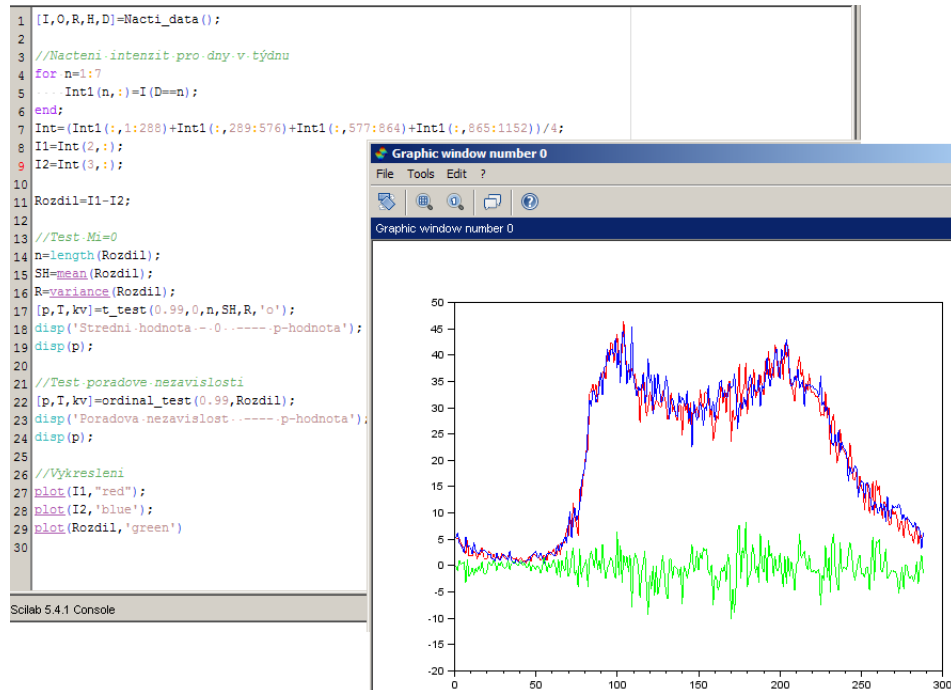 1 [I,O,R,H,D]=Nacti_data();
2
3 //Nacteni intenzit pro dny v týdnu
4 for n=1:7
5 Int1(n,:)=I(D==n);
6 end;
7 Int=(Int1(:,1:288)+Int1(:,289:576)+Int1(:,577:864)+Int1(:,865:1152))/4;
8 I1=Int(2,:);
9 I2=Int(3,:);
10
11 Rozdil=I1-I2;
12
13 //Test Mi=0
14 n=length(Rozdil);
15 SH=mean(Rozdil);
16 R=variance(Rozdil);
17 [p,T,kv]=t_test(0.99,0,n,SH,R,'o');
18 disp('Stredni hodnota - 0 ---- p-hodnota');
19 disp(p);
20
21 //Test poradove nezavislosti
22 [p,T,kv]=ordinal_test(0.99,Rozdil);
23 disp('Poradova nezavislost ---- p-hodnota');
24 disp(p);
25
26 //Vykresleni
27 plot(I1,"red");
28 plot(I2,'blue');
29 plot(Rozdil,'green')
30
Scilab 5.4.1 Console
Graphic window number 0
File Tools Edit ?
Graphic window number 0
50
45
40
35
30
25
20
15
10
5
0
-5
-10
-15
-20
0 50 100 150 200 250 300